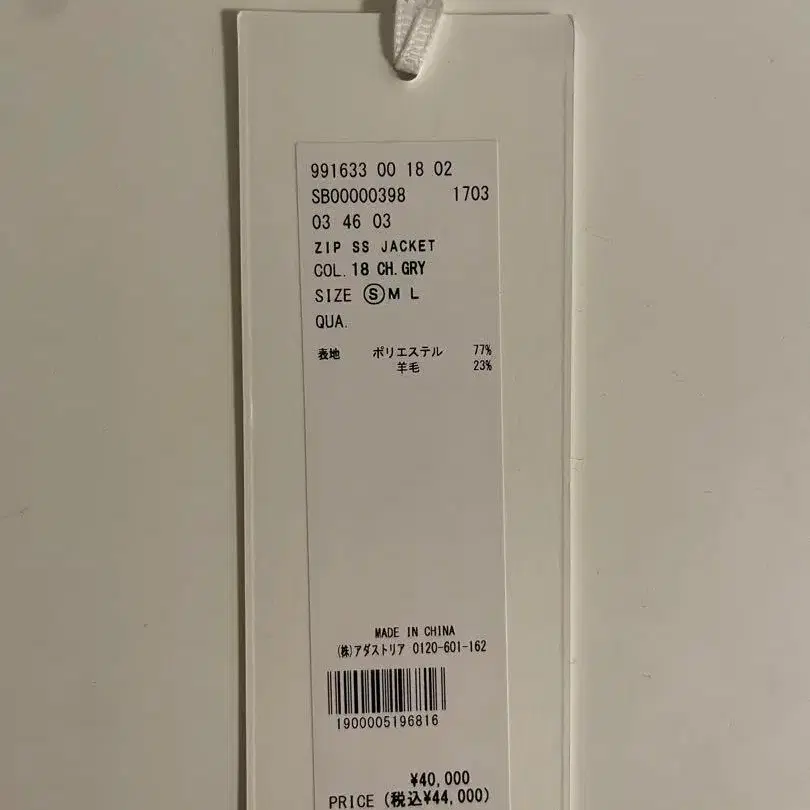 991633 00 18 02
SB00000398 1703
03 46 03
ZIP SS JACKET
COL. 18 CH. GRY
SIZE Ⓢ M L
QUA.
表地 ポリエステル 77%
羊毛 23%
MADE IN CHINA
(株)アダストリア 0120-601-162
1900005196816
¥40,000
PRICE (税込¥44,000)